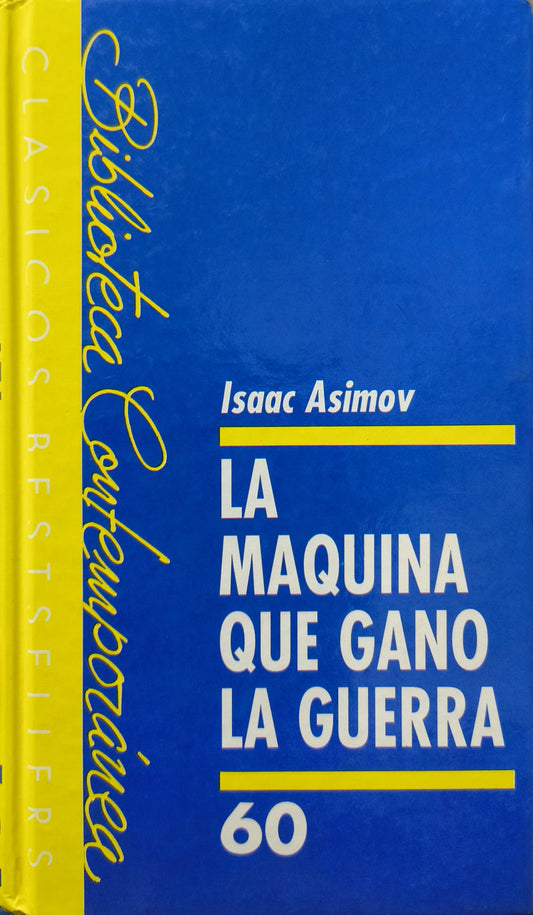 CLASICOS BESTSELLERS
Biblioteca Contemporánea
Isaac Asimov
LA
MAQUINA
QUE GANO
LA GUERRA
60